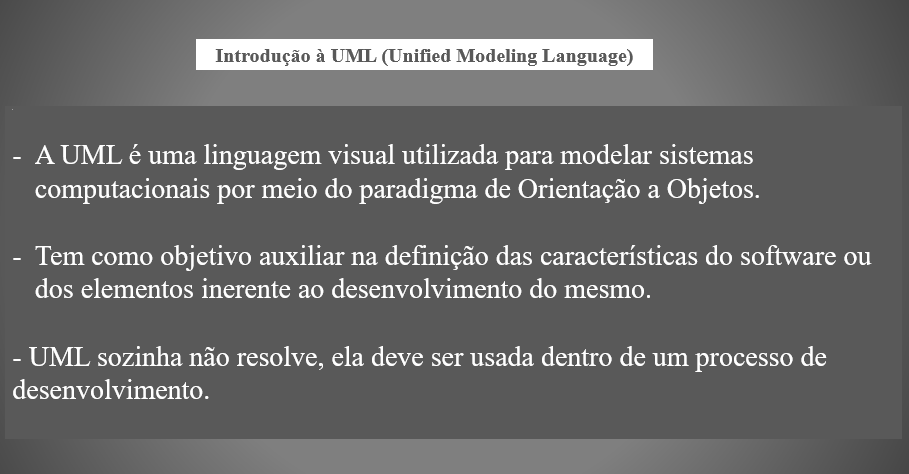 Introdução à UML (Unified Modeling Language)
- A UML é uma linguagem visual utilizada para modelar sistemas
computacionais por meio do paradigma de Orientação a Objetos.
- Tem como objetivo auxiliar na definição das características do software ou
dos elementos inerente ao desenvolvimento do mesmo.
- UML sozinha não resolve, ela deve ser usada dentro de um processo de
desenvolvimento.